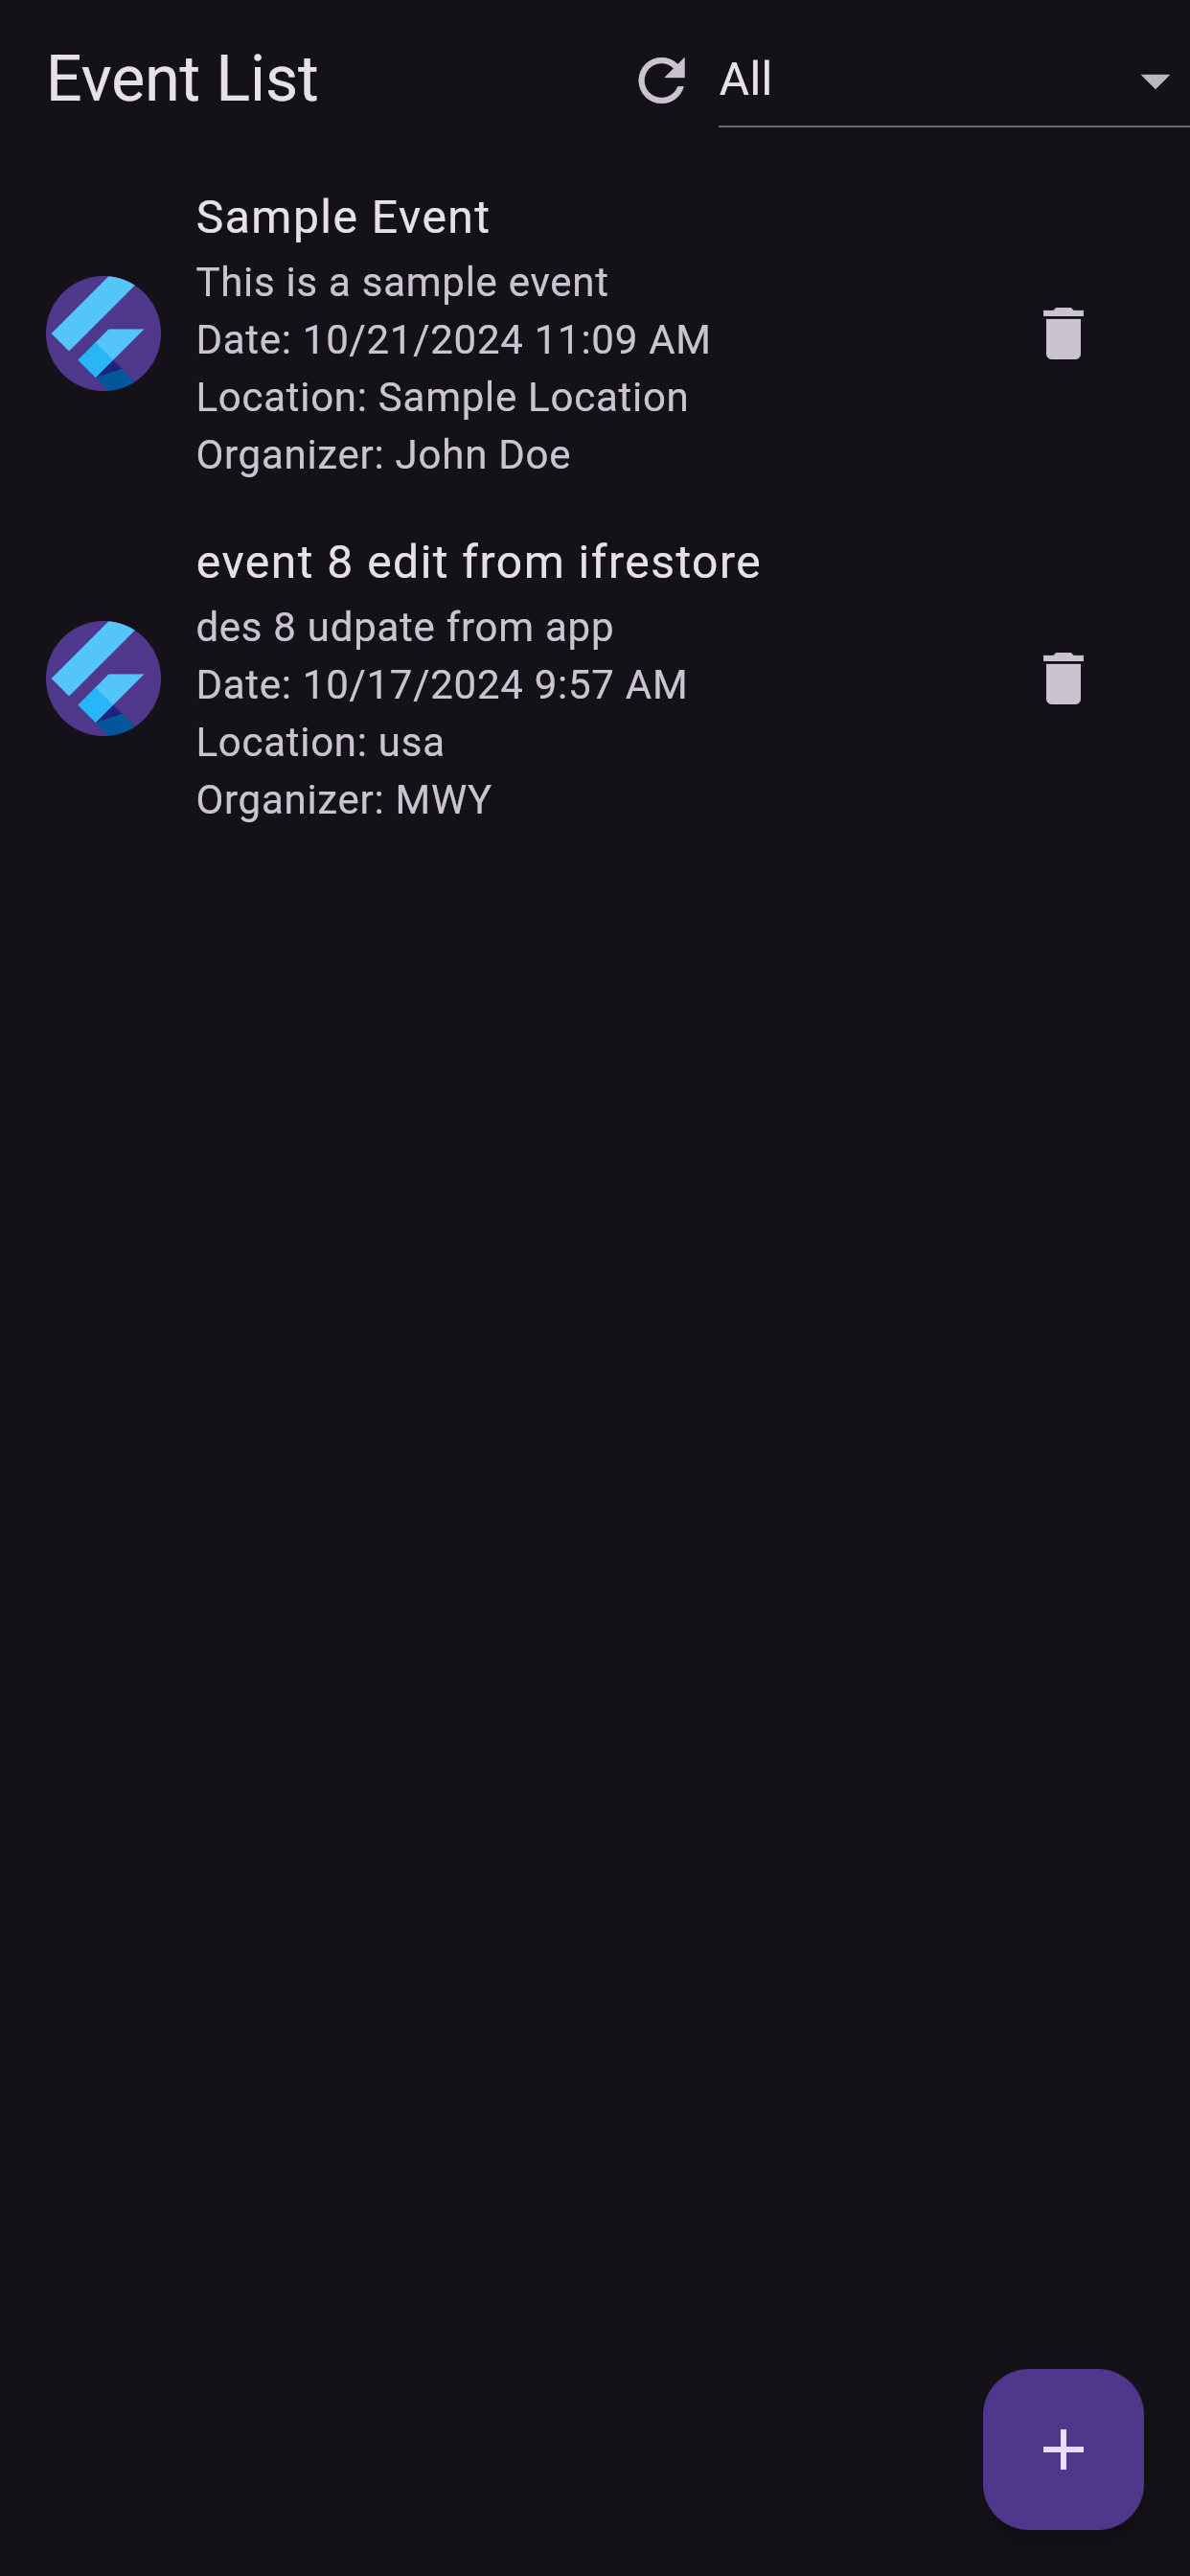 Event List
All
Sample Event
This is a sample event
Date: 10/21/2024 11:09 AM
Location: Sample Location
Organizer: John Doe
event 8 edit from ifrestore
des 8 udpate from app
Date: 10/17/2024 9:57 AM
Location: usa
Organizer: MWY